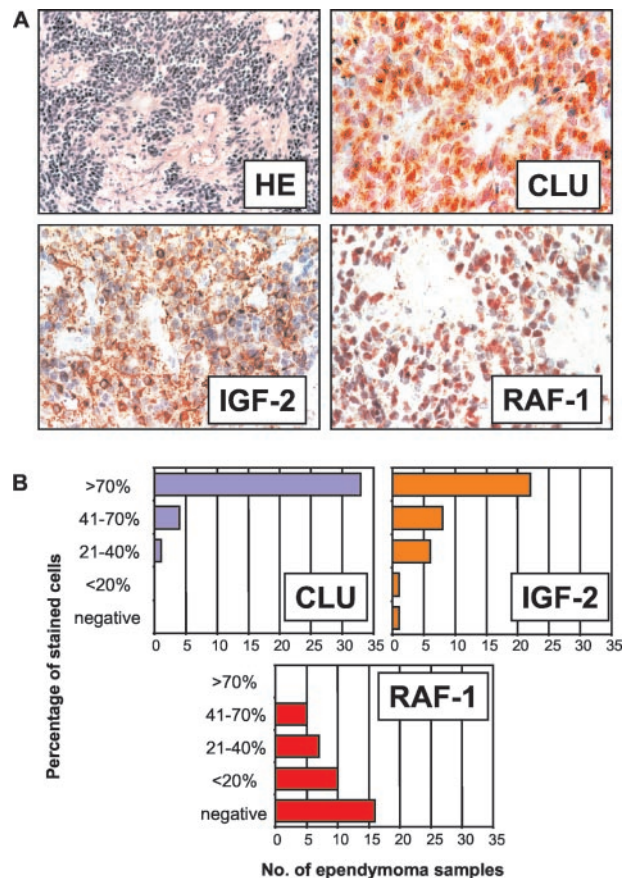 A
HE
CLU
IGF-2
RAF-1
B
Percentage of stained cells
>70%
41-70%
21-40%
<20%
negative
CLU
0 5 10 15 20 25 30 35
IGF-2
0 5 10 15 20 25 30 35
>70%
41-70%
21-40%
<20%
negative
RAF-1
0 5 10 15 20 25 30 35
No. of ependymoma samples